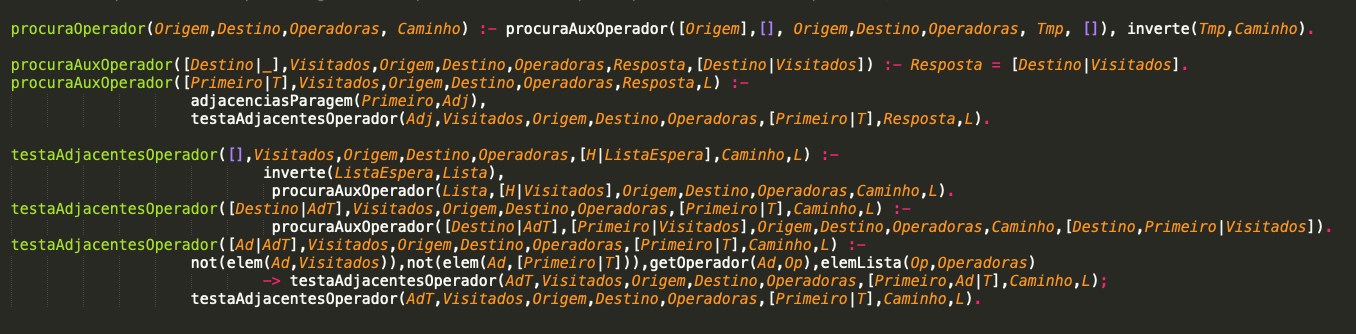 procuraOperador(Origem,Destino,Operadoras, Caminho) :- procuraAuxOperador([Origem],[], Origem,Destino,Operadoras, Tmp, []), inverte(Tmp,Caminho).
procuraAuxOperador([Destino|_],Visitados,Origem,Destino,Operadoras,Resposta,[Destino|Visitados]) :- Resposta = [Destino|Visitados].
procuraAuxOperador([Primeiro|T],Visitados,Origem,Destino,Operadoras,Resposta,L) :-
adjacenciasParagem(Primeiro,Adj),
testaAdjacentesOperador(Adj,Visitados,Origem,Destino,Operadoras,[Primeiro|T],Resposta,L).
testaAdjacentesOperador([],Visitados,Origem,Destino,Operadoras,[H|ListaEspera],Caminho,L) :-
inverte(ListaEspera,Lista),
procuraAuxOperador(Lista,[H|Visitados],Origem,Destino,Operadoras,Caminho,L).
testaAdjacentesOperador([Destino|AdT],Visitados,Origem,Destino,Operadoras,[Primeiro|T],Caminho,L) :-
procuraAuxOperador([Destino|AdT],[Primeiro|Visitados],Origem,Destino,Operadoras,Caminho,[Destino,Primeiro|Visitados]).
testaAdjacentesOperador([Ad|AdT],Visitados,Origem,Destino,Operadoras,[Primeiro|T],Caminho,L) :-
not(elem(Ad,Visitados)),not(elem(Ad,[Primeiro|T])),getOperador(Ad,Op),elemLista(Op,Operadoras)
-> testaAdjacentesOperador(AdT,Visitados,Origem,Destino,Operadoras,[Primeiro,Ad|T],Caminho,L);
testaAdjacentesOperador(AdT,Visitados,Origem,Destino,Operadoras,[Primeiro|T],Caminho,L).